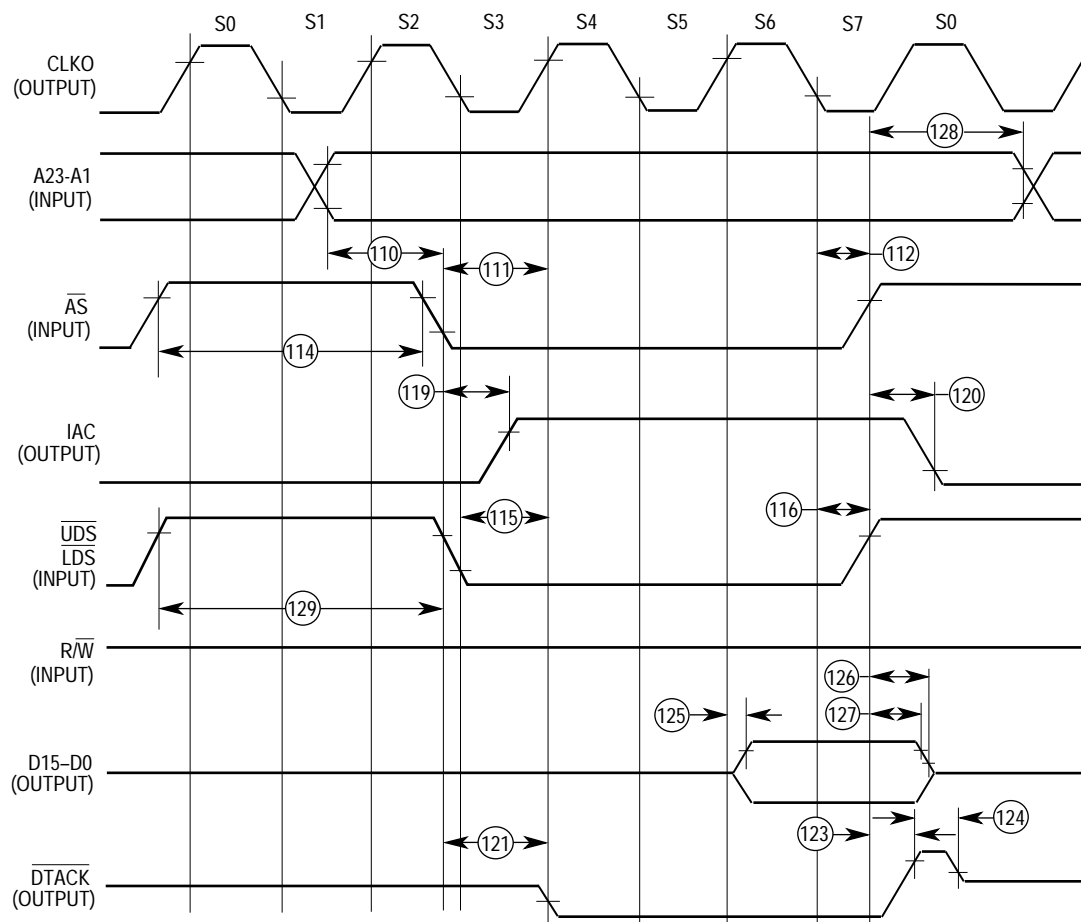 S0 S1 S2 S3 S4 S5 S6 S7 S0
CLKO
(OUTPUT)
128
A23-A1
(INPUT)
110 111 112
AS
(INPUT)
114
119 120
IAC
(OUTPUT)
115 116
UDS
LDS
(INPUT)
129
R/W
(INPUT)
126
125 127
D15–D0
(OUTPUT)
123 124
121
DTACK
(OUTPUT)